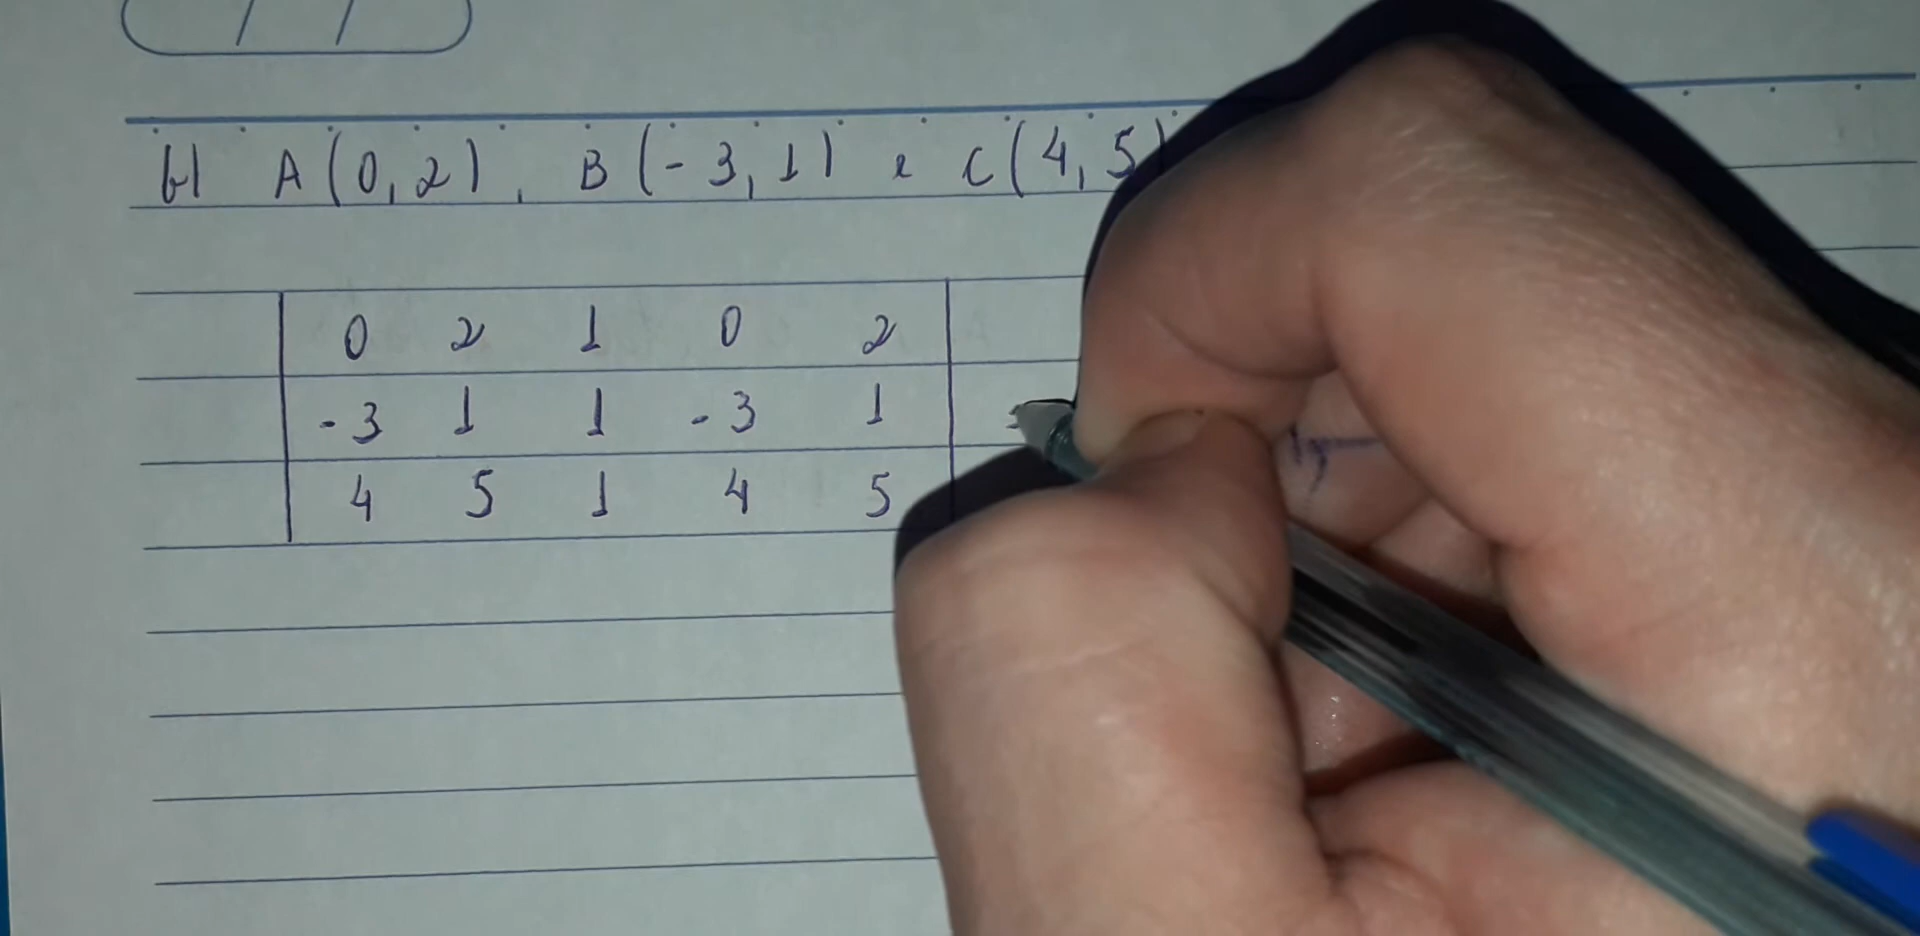 / /
b) A(0,2), B(-3,1) e C(4,5)
0 2 1 0 2
-3 1 1 -3 1
4 5 1 4 5